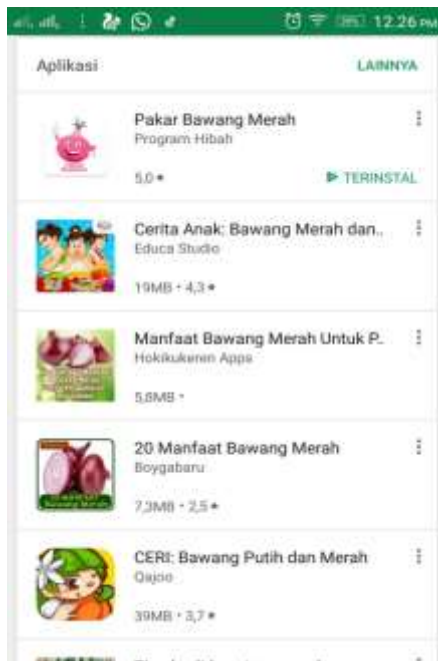 12.26 PM
Aplikasi LAINNYA
Pakar Bawang Merah
Program Hibah
5,0 TERINSTAL
Cerita Anak: Bawang Merah dan..
Educa Studio
19MB • 4,3
Manfaat Bawang Merah Untuk P..
Hokikukeren Apps
5,8MB •
20 Manfaat Bawang Merah
Boygabaru
7,3MB • 2,5
CERI: Bawang Putih dan Merah
Qajoo
39MB • 3,7